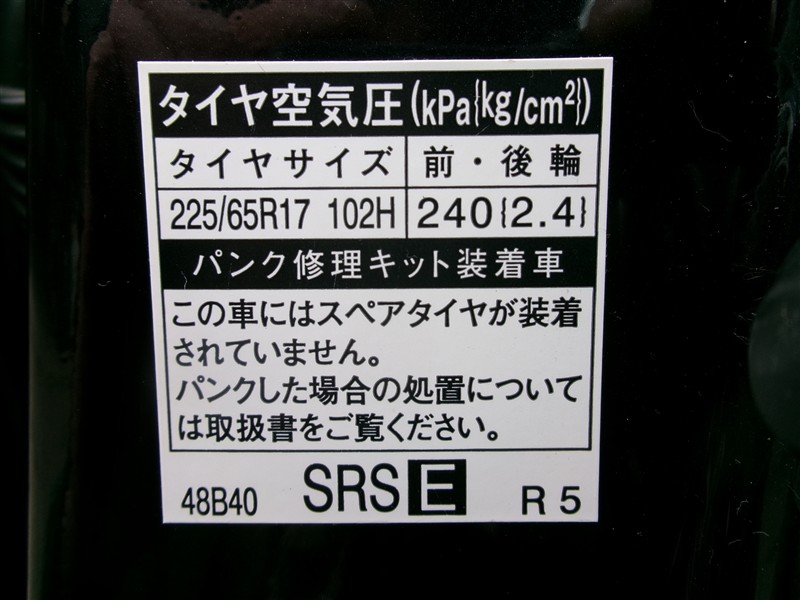 タイヤ空気圧(kPa{kg/cm²})
タイヤサイズ 前・後輪
225/65R17 102H 240{2.4}
パンク修理キット装着車
この車にはスペアタイヤが装着
されていません。
パンクした場合の処置について
は取扱書をご覧ください。
48B40 SRS E R5